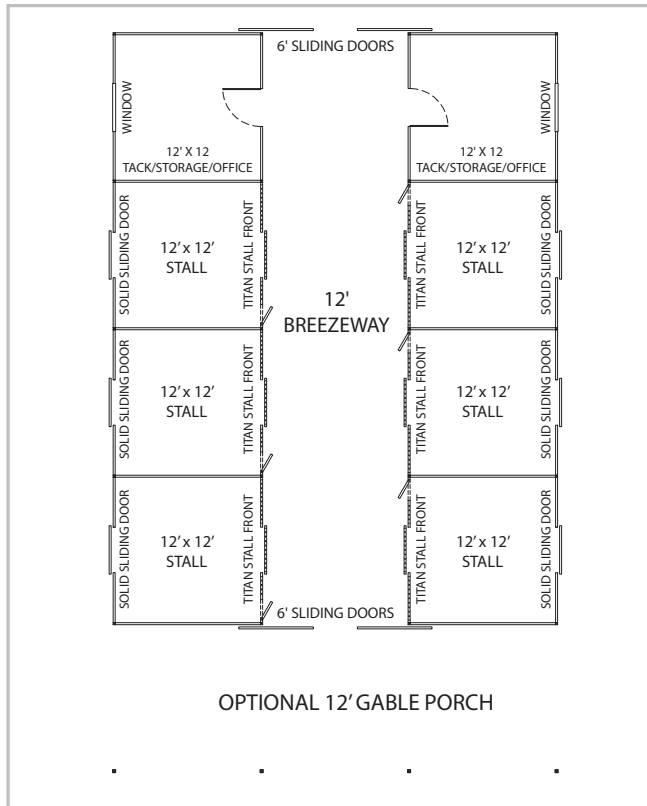 6' SLIDING DOORS
WINDOW
WINDOW
12' X 12
TACK/STORAGE/OFFICE
12' X 12
TACK/STORAGE/OFFICE
SOLID SLIDING DOOR
12' x 12'
STALL
TITAN STALL FRONT
TITAN STALL FRONT
12' x 12'
STALL
SOLID SLIDING DOOR
12'
BREEZEWAY
SOLID SLIDING DOOR
12' x 12'
STALL
TITAN STALL FRONT
TITAN STALL FRONT
12' x 12'
STALL
SOLID SLIDING DOOR
SOLID SLIDING DOOR
12' x 12'
STALL
TITAN STALL FRONT
TITAN STALL FRONT
12' x 12'
STALL
SOLID SLIDING DOOR
6' SLIDING DOORS
OPTIONAL 12' GABLE PORCH